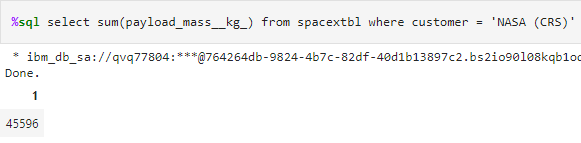 %sql select sum(payload_mass__kg_) from spacextbl where customer = 'NASA (CRS)'
* ibm_db_sa://qvq77804:***@764264db-9824-4b7c-82df-40d1b13897c2.bs2io90l08kqb1od
Done.
1
45596